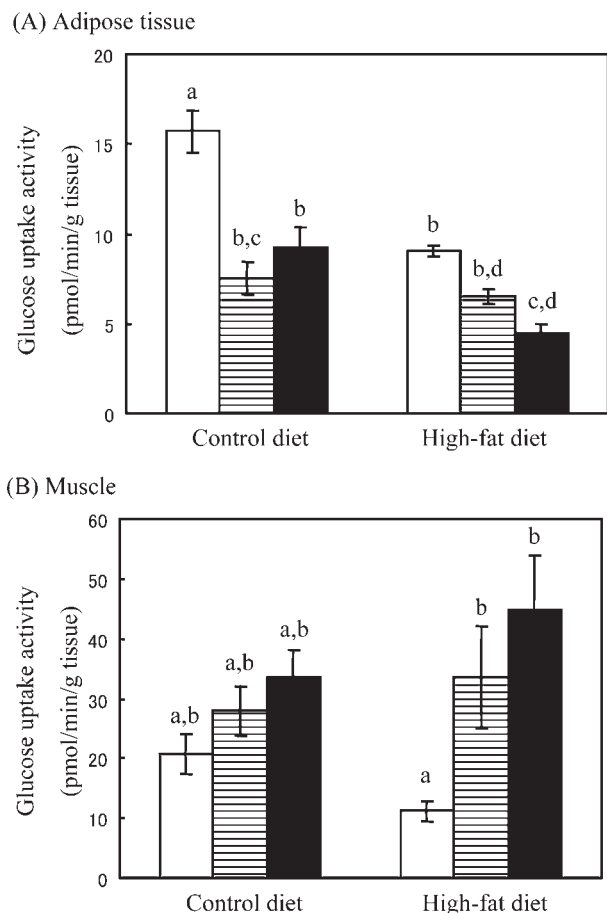 (A) Adipose tissue
Glucose uptake activity
(pmol/min/g tissue)
20
15
10
5
0
a
b,c
b
b
b,d
c,d
Control diet
High-fat diet
(B) Muscle
Glucose uptake activity
(pmol/min/g tissue)
60
50
40
30
20
10
0
a,b
a,b
a,b
a
b
b
Control diet
High-fat diet